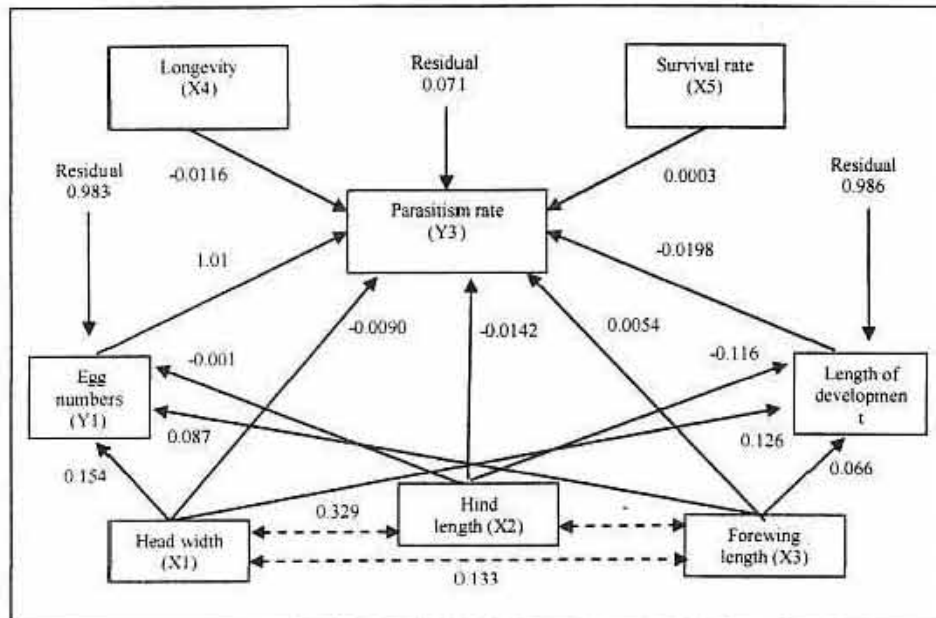 Longevity
(X4)
Residual
0.071
Survival rate
(X5)
Residual
0.983
-0.0116
0.0003
Residual
0.986
Parasitism rate
(Y3)
1.01
-0.0198
-0.0090
-0.0142
0.0054
-0.001
-0.116
Egg
numbers
(Y1)
Length of
developmen
t
0.087
0.126
0.154
0.066
0.329
Hind
length (X2)
Head width
(X1)
Forewing
length (X3)
0.133